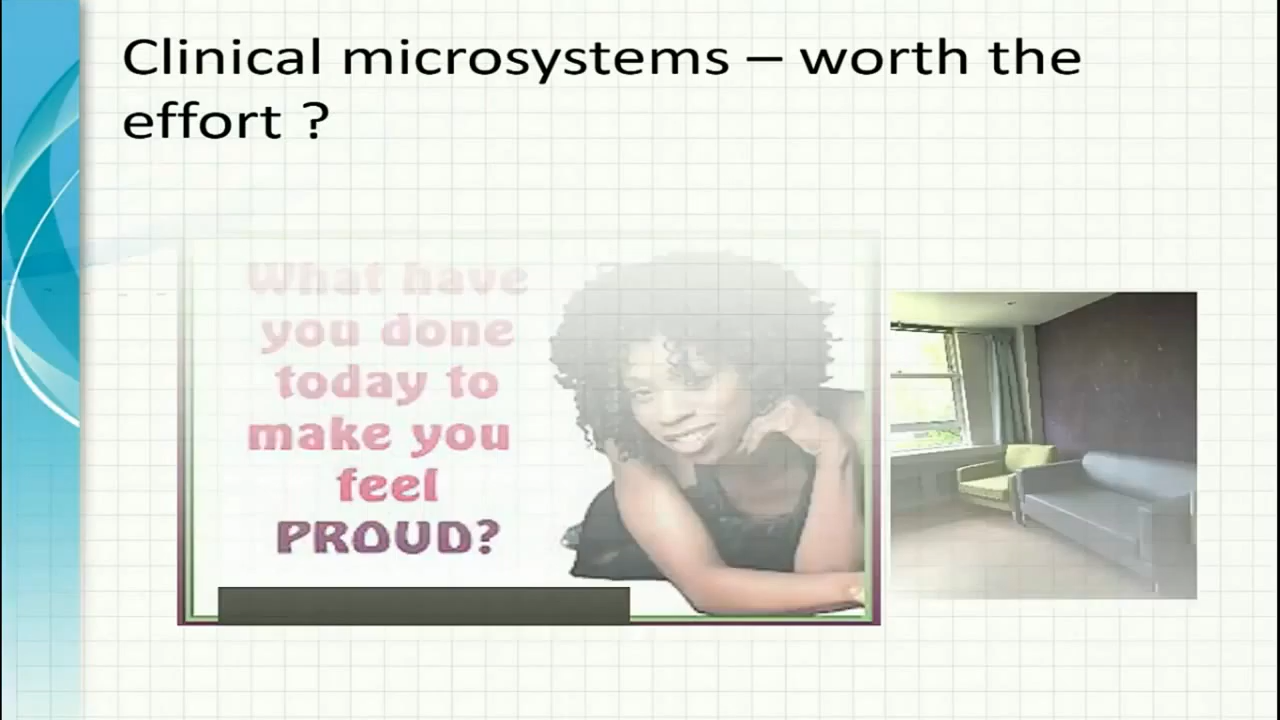 Clinical microsystems – worth the
effort ?
What have
you done
today to
make you
feel
PROUD?